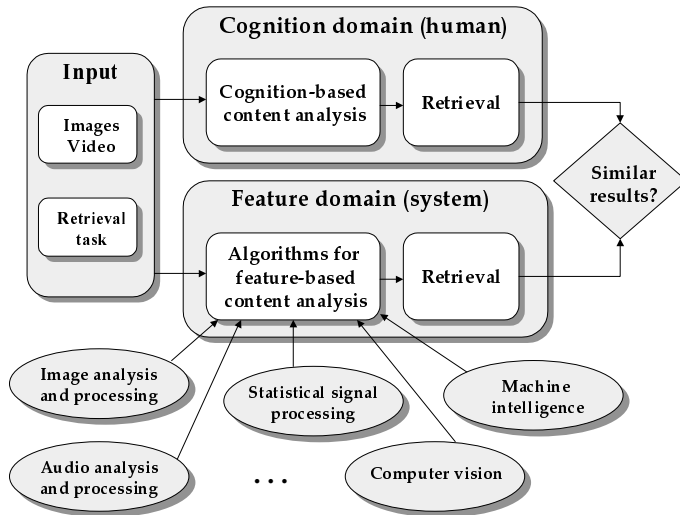 Cognition domain (human)
Input
Images
Video
Retrieval
task
Cognition-based
content analysis
Retrieval
Similar
results?
Feature domain (system)
Algorithms for
feature-based
content analysis
Retrieval
Image analysis
and processing
Statistical signal
processing
Machine
intelligence
Audio analysis
and processing
. . .
Computer vision